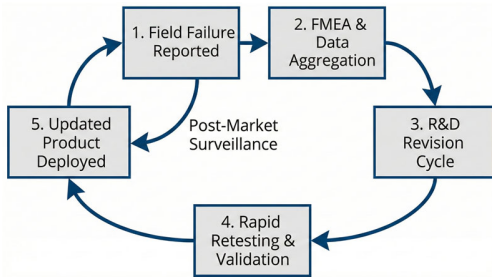 1. Field Failure
Reported
2. FMEA &
Data
Aggregation
3. R&D
Revision
Cycle
4. Rapid
Retesting &
Validation
5. Updated
Product
Deployed
Post-Market
Surveillance